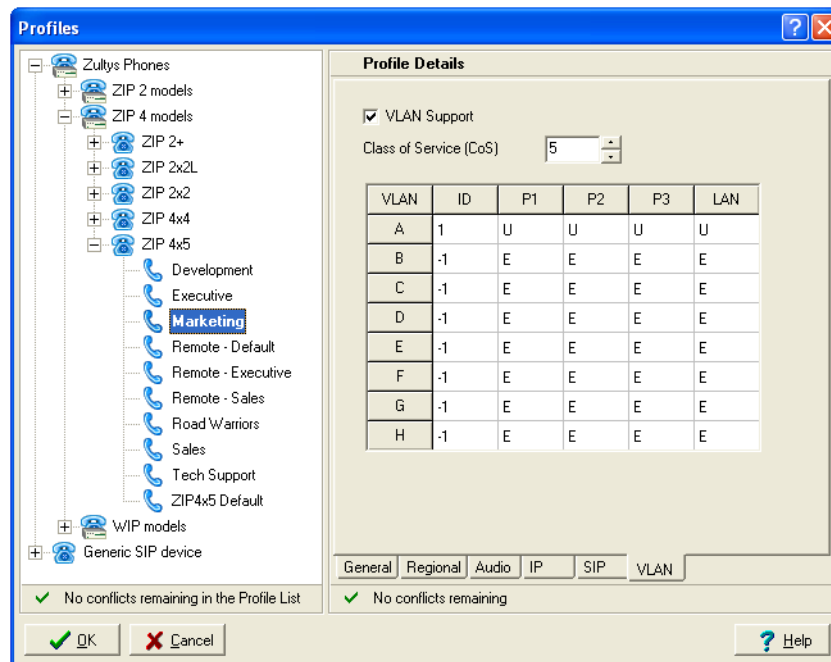 Profiles
Zultys Phones
ZIP 2 models
ZIP 4 models
ZIP 2+
ZIP 2x2L
ZIP 2x2
ZIP 4x4
ZIP 4x5
Development
Executive
Marketing
Remote - Default
Remote - Executive
Remote - Sales
Road Warriors
Sales
Tech Support
ZIP4x5 Default
WIP models
Generic SIP device
No conflicts remaining in the Profile List
Profile Details
VLAN Support
Class of Service (CoS) 5
VLAN ID P1 P2 P3 LAN
A 1 U U U U
B -1 E E E E
C -1 E E E E
D -1 E E E E
E -1 E E E E
F -1 E E E E
G -1 E E E E
H -1 E E E E
General Regional Audio IP SIP VLAN
No conflicts remaining
OK Cancel ? Help